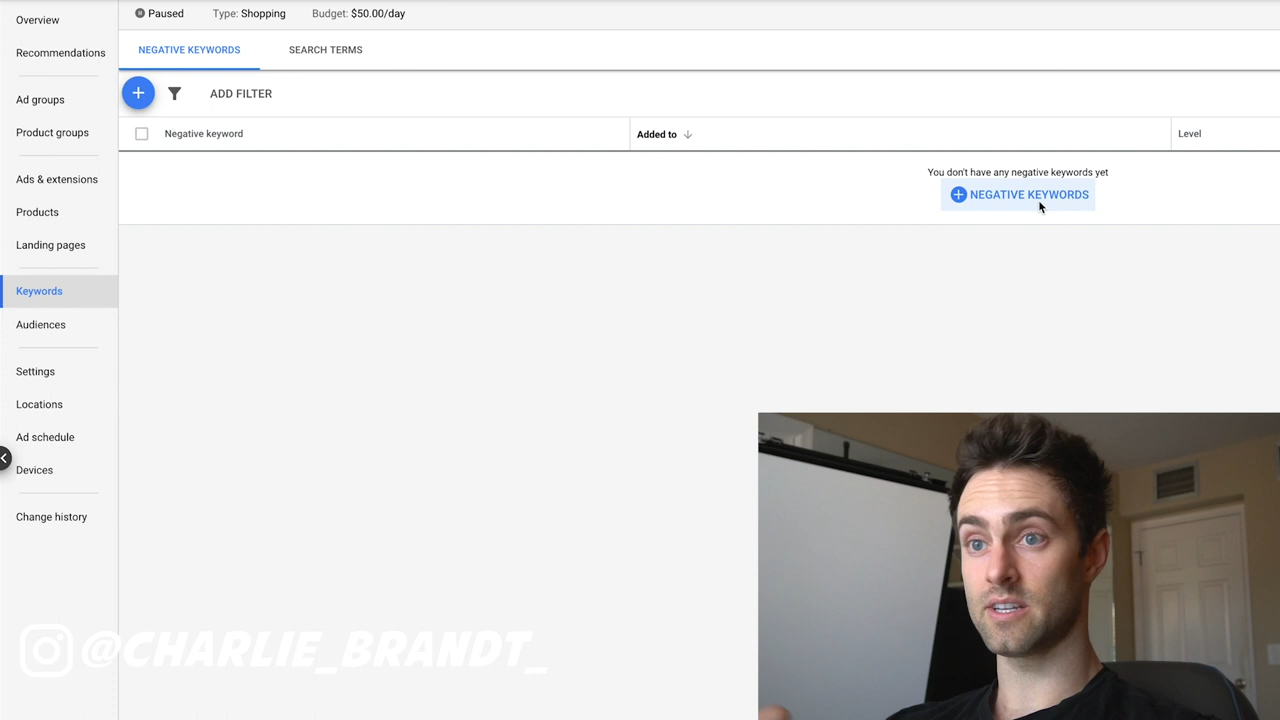 Overview
Recommendations
Ad groups
Product groups
Ads & extensions
Products
Landing pages
Keywords
Audiences
Settings
Locations
Ad schedule
Devices
Change history
Paused Type: Shopping Budget: $50.00/day
NEGATIVE KEYWORDS SEARCH TERMS
ADD FILTER
Negative keyword Added to Level
You don't have any negative keywords yet
NEGATIVE KEYWORDS
@CHARLIE_BRANDT_